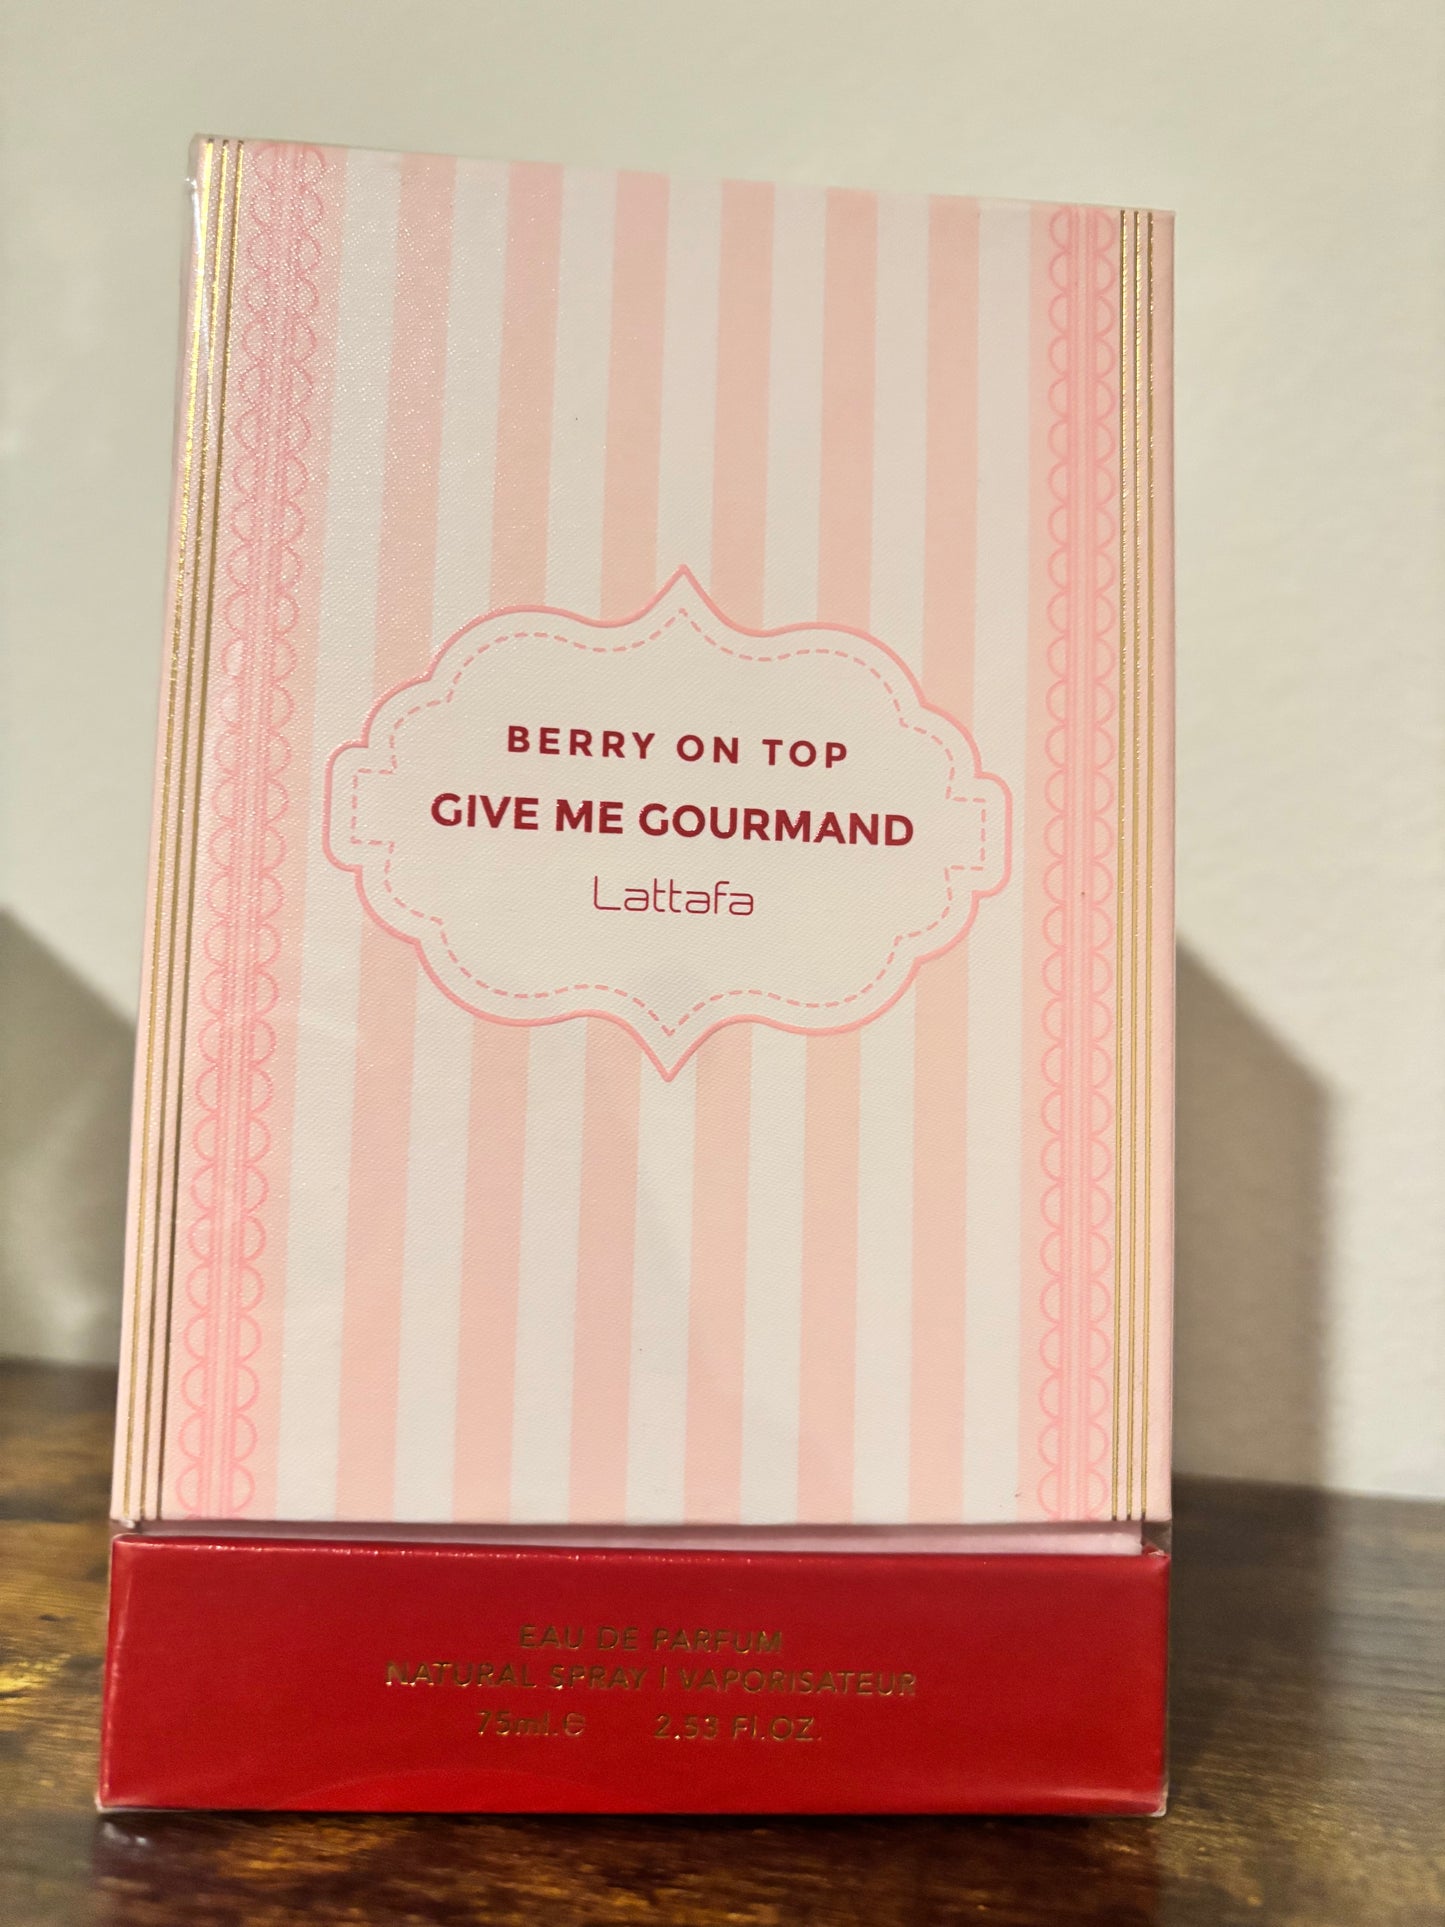 BERRY ON TOP
GIVE ME GOURMAND
Lattafa
EAU DE PARFUM
NATURAL SPRAY | VAPORISATEUR
75ml.e 2.53 Fl.OZ.